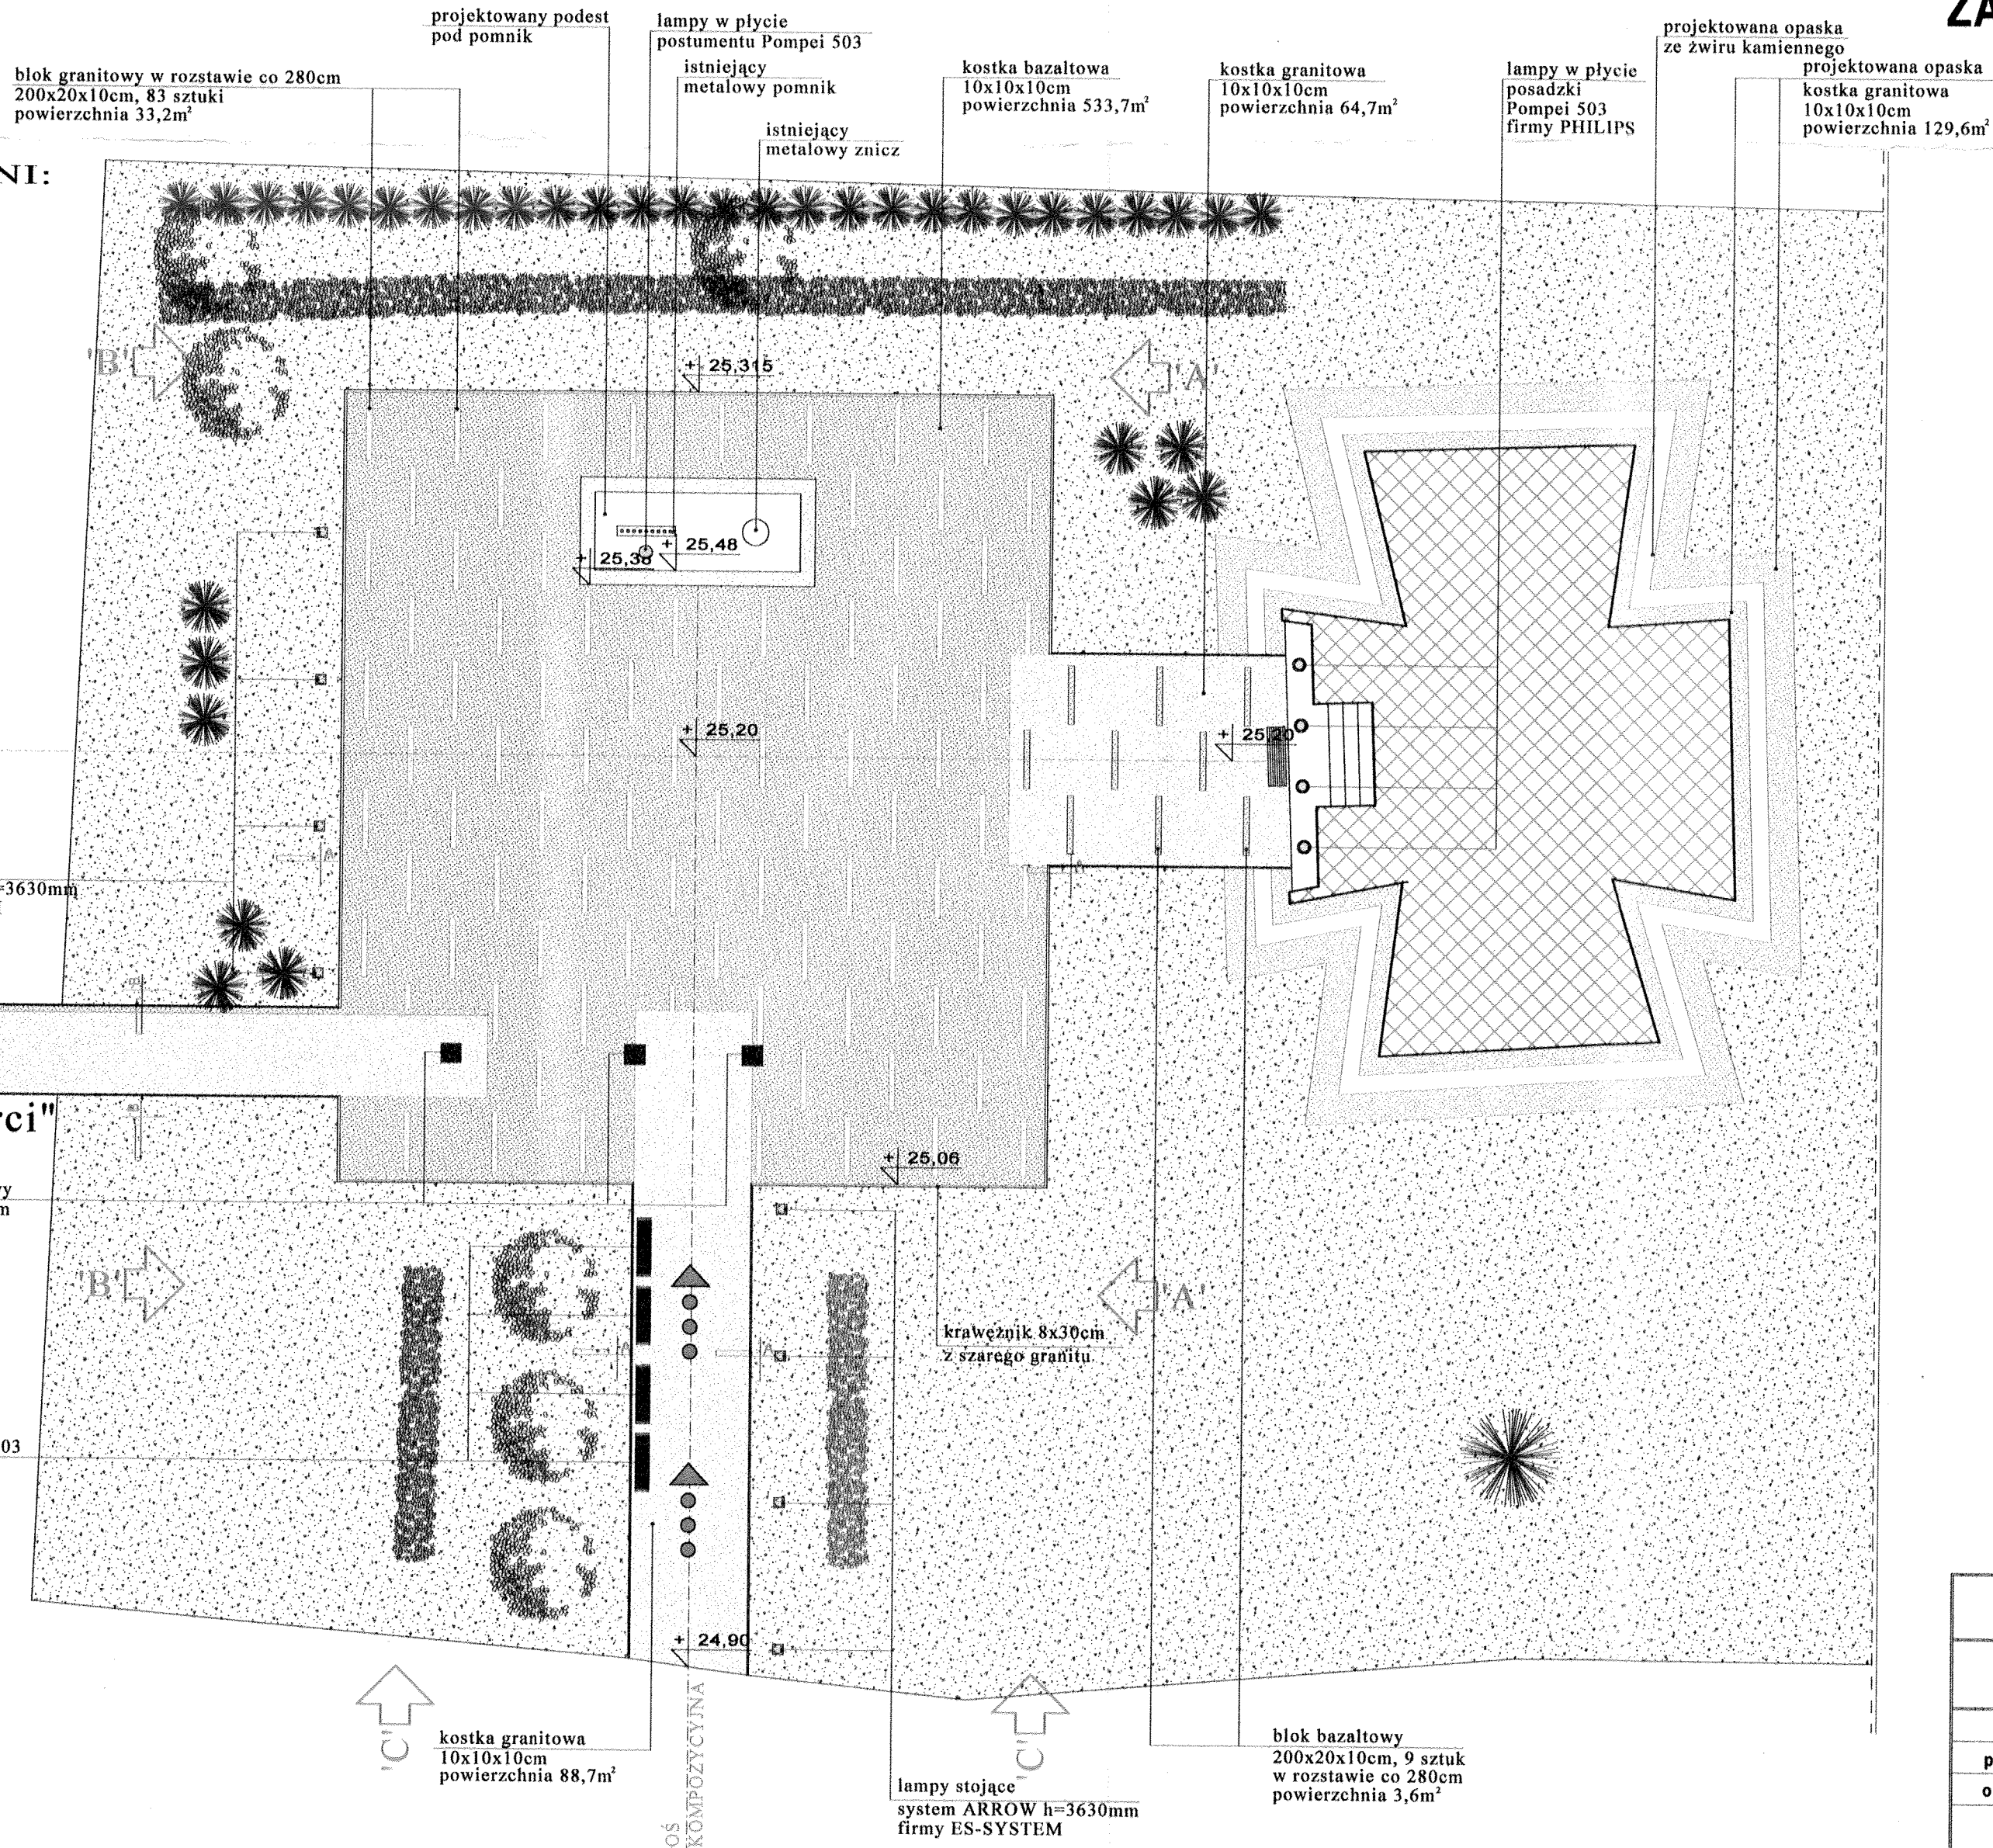 ZA
projektowany podest
pod pomnik
lampy w płycie
postumentu Pompei 503
projektowana opaska
ze żwiru kamiennego
blok granitowy w rozstawie co 280cm
200x20x10cm, 83 sztuki
powierzchnia 33,2m²
istniejący
metalowy pomnik
kostka bazaltowa
10x10x10cm
powierzchnia 533,7m²
kostka granitowa
10x10x10cm
powierzchnia 64,7m²
lampy w płycie
posadzki
Pompei 503
firmy PHILIPS
projektowana opaska
kostka granitowa
10x10x10cm
powierzchnia 129,6m²
istniejący
metalowy znicz
NI:
'B'
+ 25,315
'A'
+ 25,48
+ 25,38
+ 25,20
+ 25,20
A
A
=3630mm
B
B
rci"
+ 25,06
y
m
'B'
'A'
krawężnik 8x30cm
z szarego granitu
A
A
03
+ 24,90
'C'
kostka granitowa
10x10x10cm
powierzchnia 88,7m²
OŚ
KOMPOZYCYJNA
'C'
lampy stojące
system ARROW h=3630mm
firmy ES-SYSTEM
blok bazaltowy
200x20x10cm, 9 sztuk
w rozstawie co 280cm
powierzchnia 3,6m²
p
o